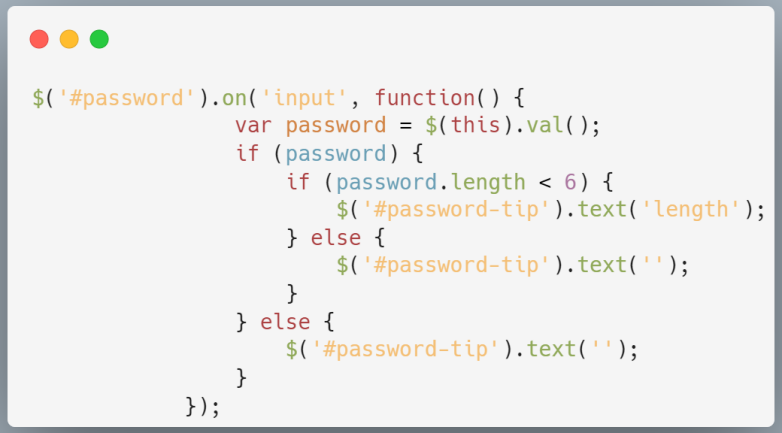 $('#password').on('input', function() {
                var password = $(this).val();
                if (password) {
                    if (password.length < 6) {
                        $('#password-tip').text('length');
                    } else {
                        $('#password-tip').text('');
                    }
                } else {
                    $('#password-tip').text('');
                }
            });